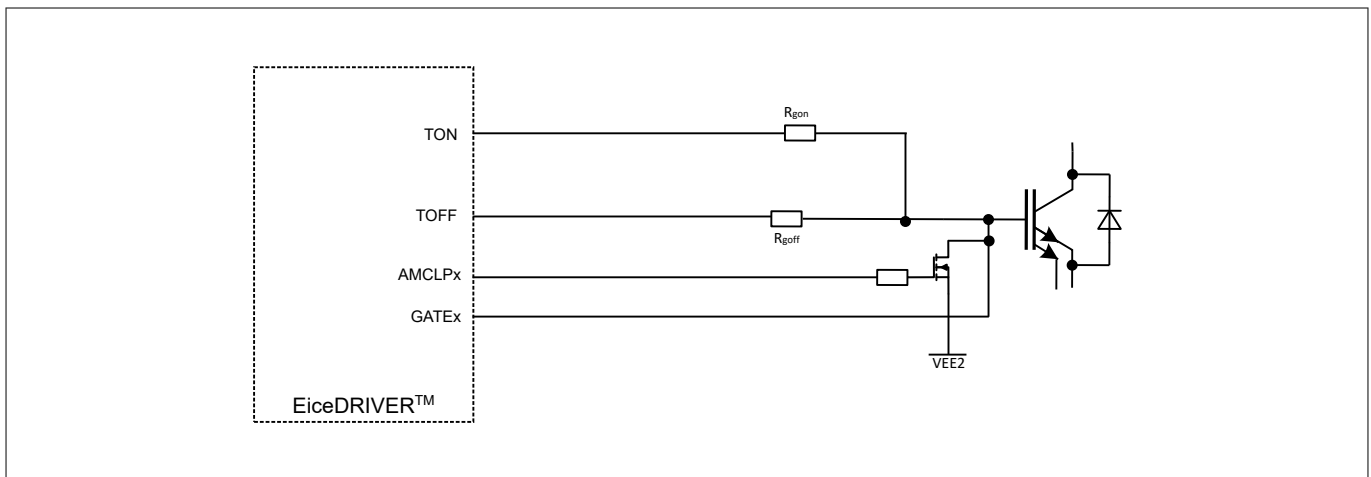 Rgon
TON
TOFF
Rgoff
AMCLPx
GATEx
VEE2
EiceDRIVER™